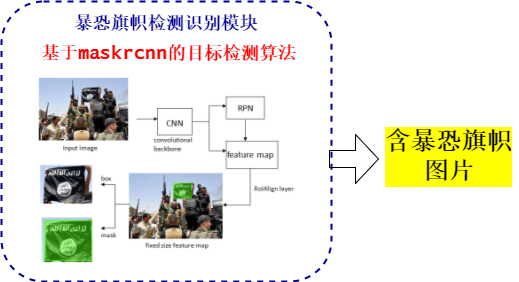 暴恐旗帜检测识别模块
基于maskrcnn的目标检测算法
Input image
CNN
convolutional
backbone
RPN
feature map
RoIAlign layer
box
mask
fixed size feature map
含暴恐旗帜
图片